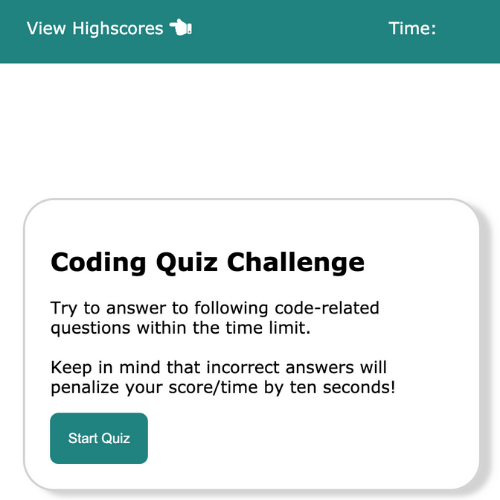 View Highscores
Time:
Coding Quiz Challenge
Try to answer to following code-related
questions within the time limit.
Keep in mind that incorrect answers will
penalize your score/time by ten seconds!
Start Quiz